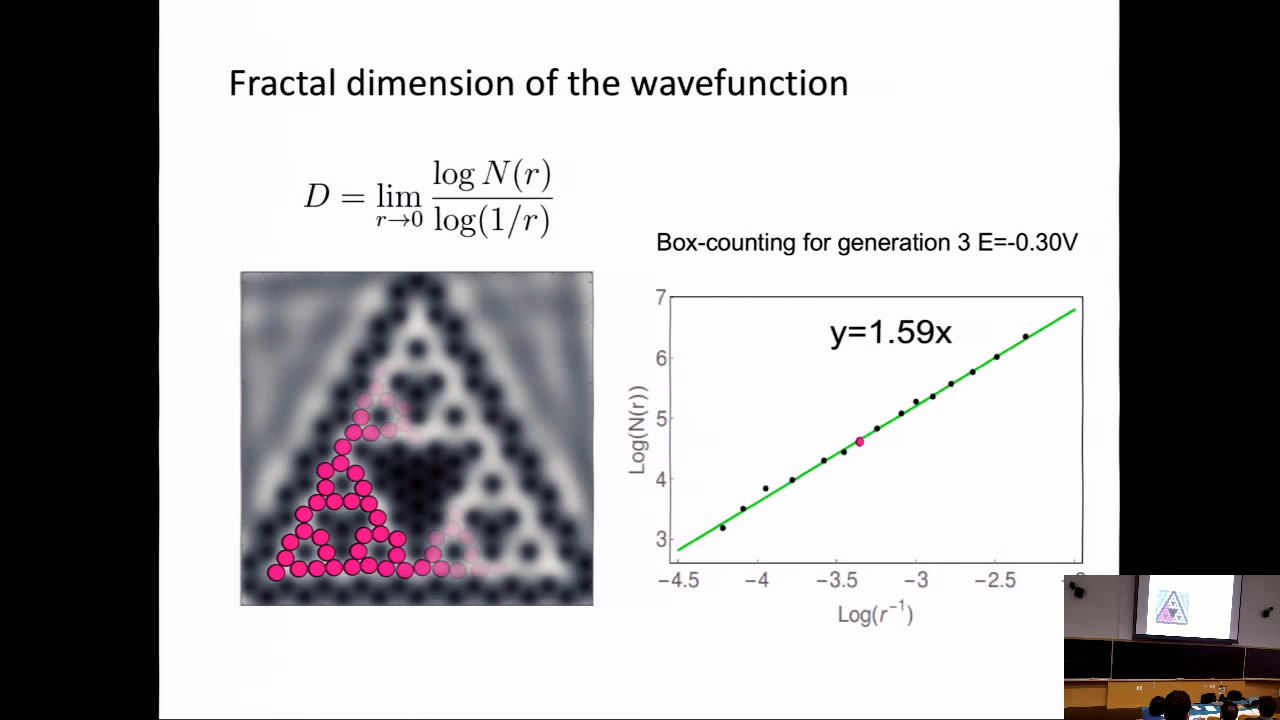 Fractal dimension of the wavefunction
D = lim r→0 log N(r) / log(1/r)
Box-counting for generation 3 E=-0.30V
y=1.59x
7
6
5
4
3
Log(N(r))
−4.5 −4 −3.5 −3 −2.5
Log(r⁻¹)